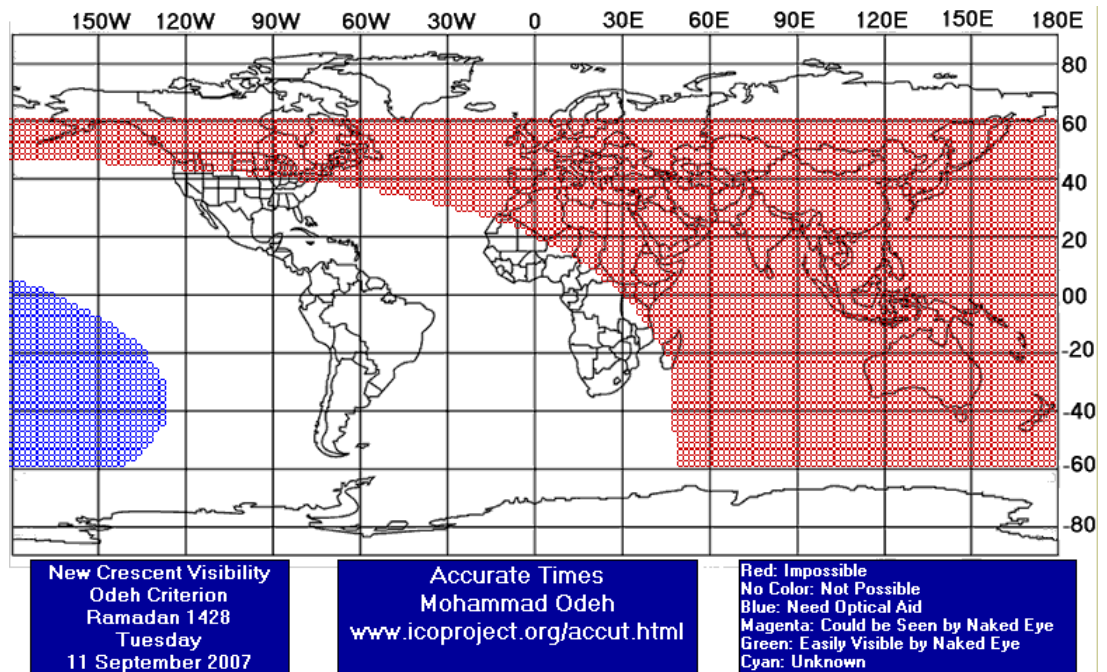 150W 120W 90W 60W 30W 0 30E 60E 90E 120E 150E 180E
80
60
40
20
00
-20
-40
-60
-80
New Crescent Visibility
Odeh Criterion
Ramadan 1428
Tuesday
11 September 2007
Accurate Times
Mohammad Odeh
www.icoproject.org/accut.html
Red: Impossible
No Color: Not Possible
Blue: Need Optical Aid
Magenta: Could be Seen by Naked Eye
Green: Easily Visible by Naked Eye
Cyan: Unknown